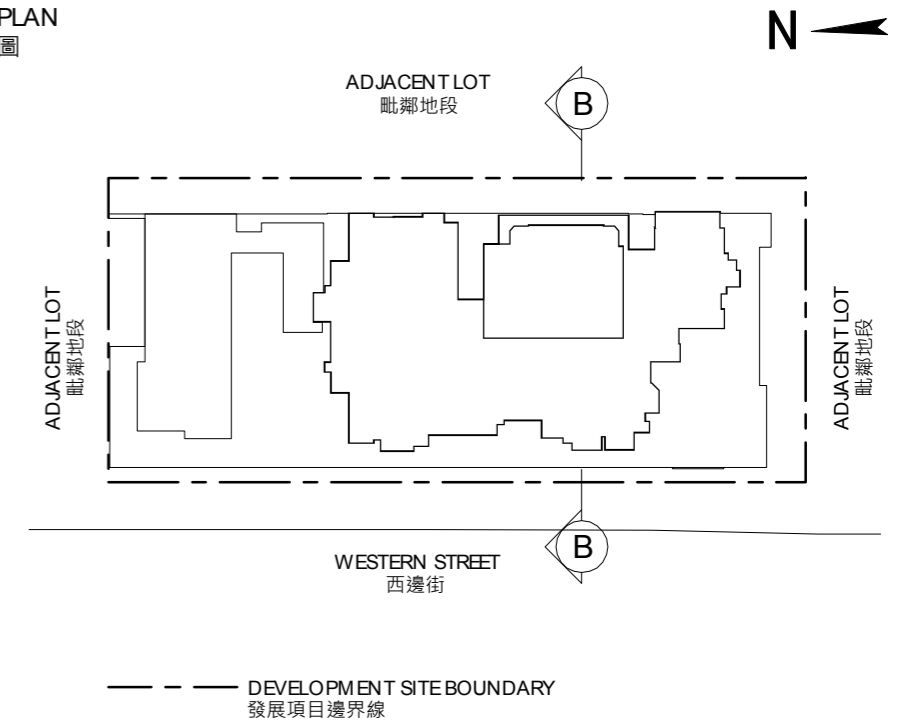 PLAN
圖
N
ADJACENT LOT
毗鄰地段
B
ADJACENT LOT
毗鄰地段
ADJACENT LOT
毗鄰地段
B
WESTERN STREET
西邊街
DEVELOPMENT SITE BOUNDARY
發展項目邊界線